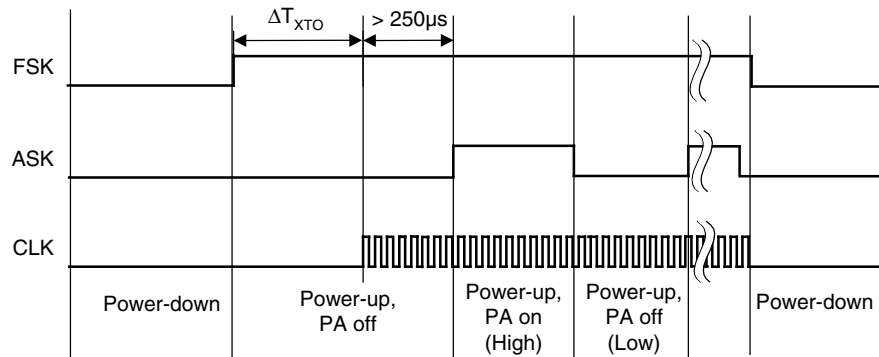 ΔTXTO
> 250µs
FSK
ASK
CLK
Power-down
Power-up,
PA off
Power-up,
PA on
(High)
Power-up,
PA off
(Low)
Power-down